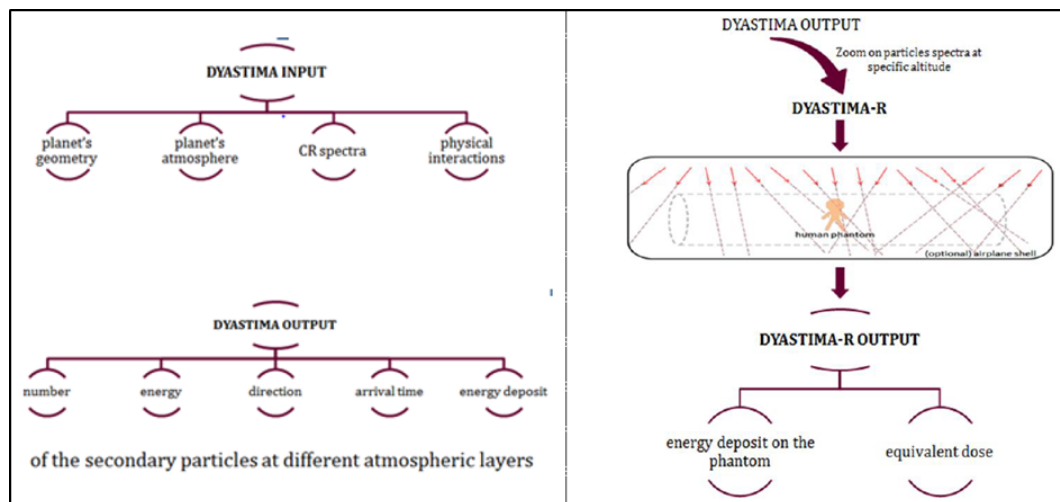 DYASTIMA INPUT
planet's
geometry
planet's
atmosphere
CR spectra
physical
interactions
DYASTIMA OUTPUT
number
energy
direction
arrival time
energy deposit
of the secondary particles at different atmospheric layers
DYASTIMA OUTPUT
Zoom on particles spectra at
specific altitude
DYASTIMA-R
human phantom
(optional) airplane shell
DYASTIMA-R OUTPUT
energy deposit on the
phantom
equivalent dose